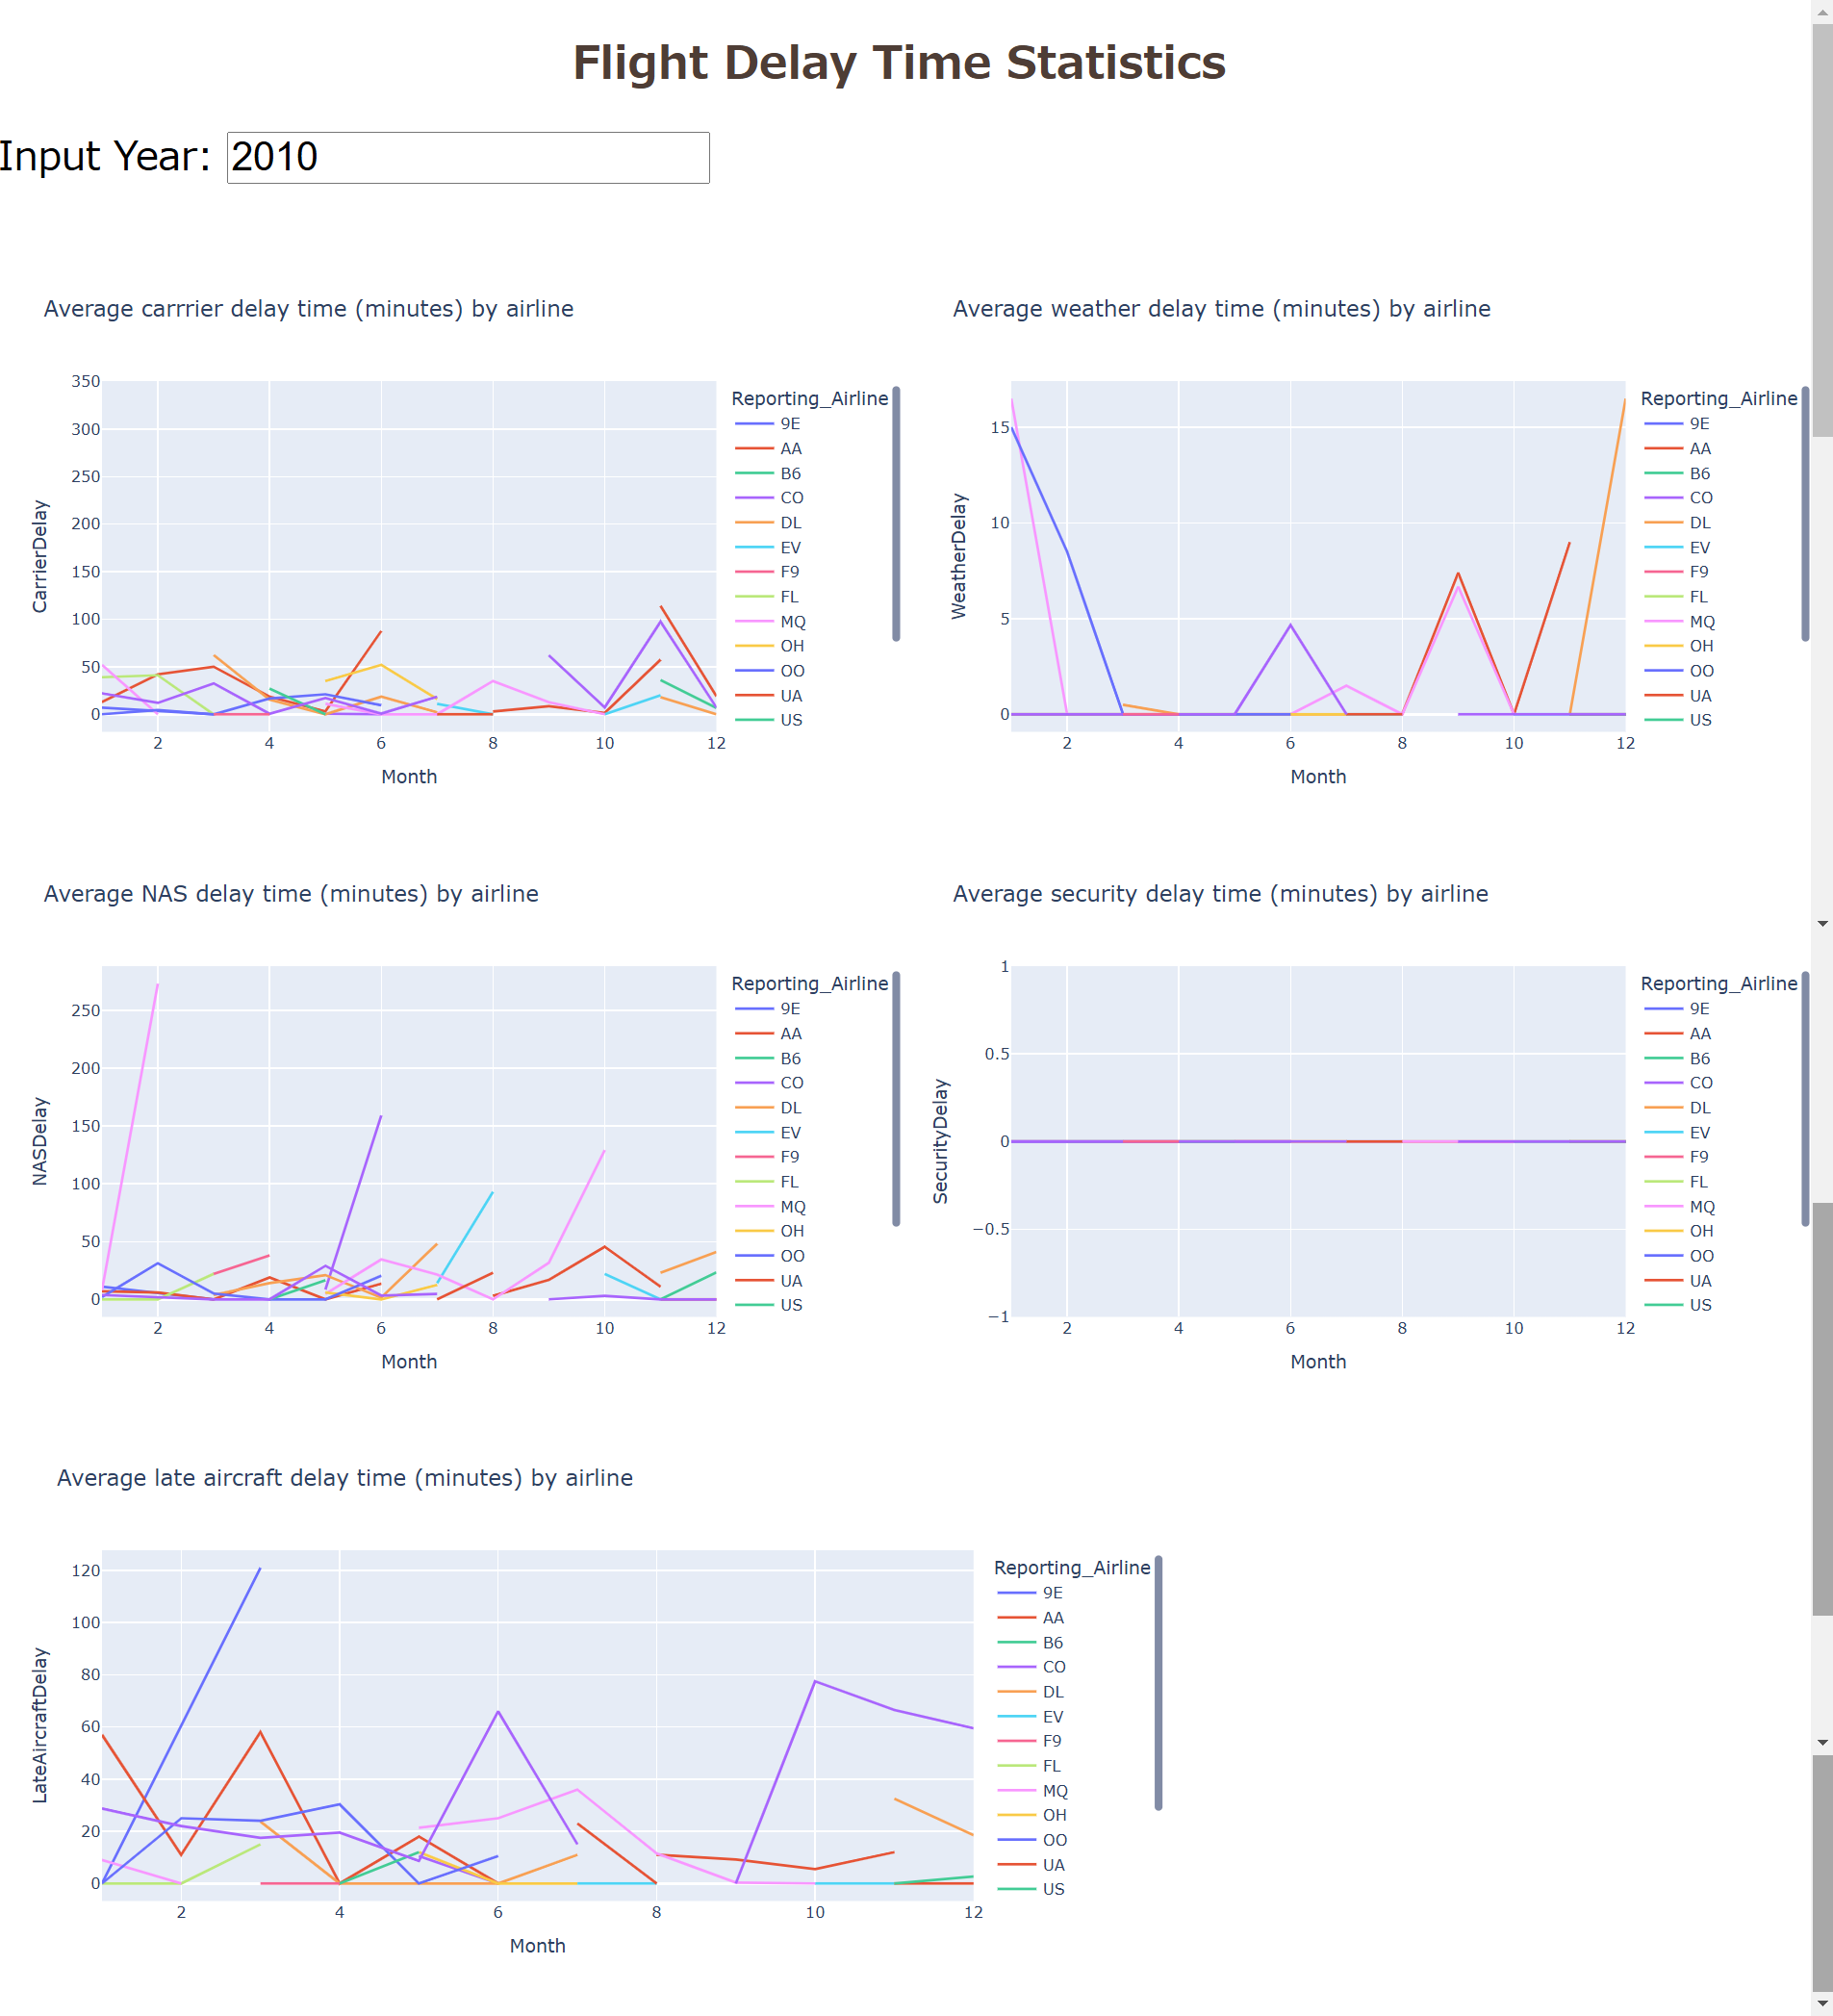 Flight Delay Time Statistics
Input Year: 2010
Average carrrier delay time (minutes) by airline
350
300
250
200
150
100
50
0
CarrierDelay
2 4 6 8 10 12
Month
Reporting_Airline
9E
AA
B6
CO
DL
EV
F9
FL
MQ
OH
OO
UA
US
Average weather delay time (minutes) by airline
15
10
5
0
WeatherDelay
2 4 6 8 10 12
Month
Reporting_Airline
9E
AA
B6
CO
DL
EV
F9
FL
MQ
OH
OO
UA
US
Average NAS delay time (minutes) by airline
250
200
150
100
50
0
NASDelay
2 4 6 8 10 12
Month
Reporting_Airline
9E
AA
B6
CO
DL
EV
F9
FL
MQ
OH
OO
UA
US
Average security delay time (minutes) by airline
1
0.5
0
−0.5
−1
SecurityDelay
2 4 6 8 10 12
Month
Reporting_Airline
9E
AA
B6
CO
DL
EV
F9
FL
MQ
OH
OO
UA
US
Average late aircraft delay time (minutes) by airline
120
100
80
60
40
20
0
LateAircraftDelay
2 4 6 8 10 12
Month
Reporting_Airline
9E
AA
B6
CO
DL
EV
F9
FL
MQ
OH
OO
UA
US